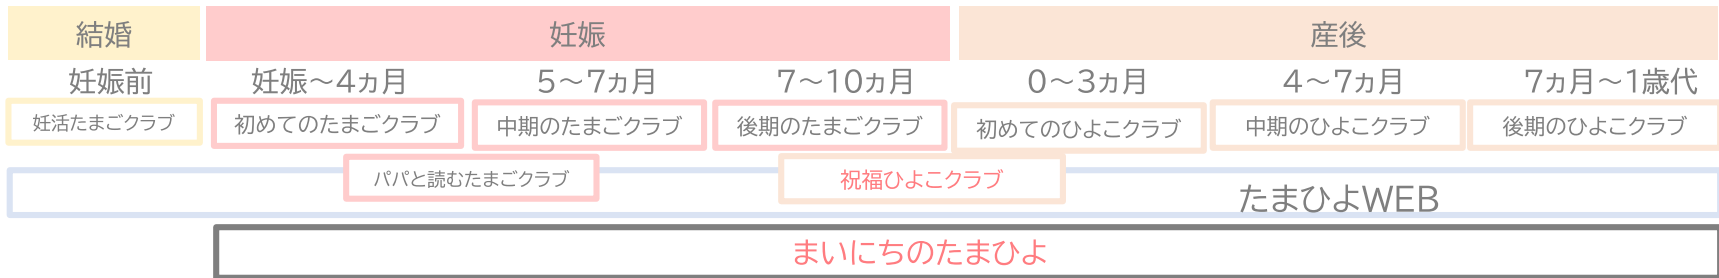 結婚
妊娠
産後
妊娠前
妊娠～4ヵ月
5～7ヵ月
7～10ヵ月
0～3ヵ月
4～7ヵ月
7ヵ月～1歳代
妊活たまごクラブ
初めてのたまごクラブ
中期のたまごクラブ
後期のたまごクラブ
初めてのひよこクラブ
中期のひよこクラブ
後期のひよこクラブ
パパと読むたまごクラブ
祝福ひよこクラブ
たまひよWEB
まいにちのたまひよ